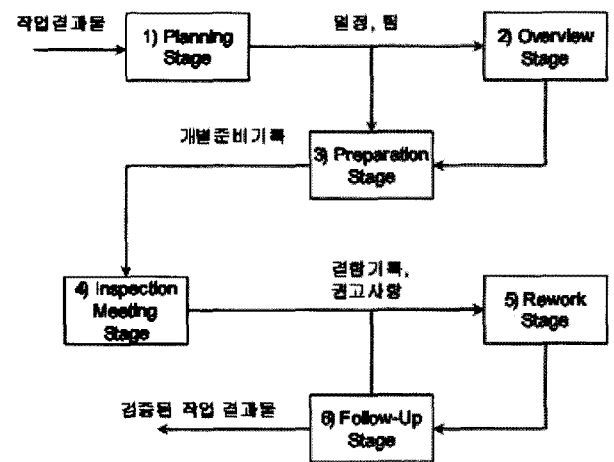 작업결과물
1) Planning
Stage
일정, 팀
2) Overview
Stage
개별준비기록
3) Preparation
Stage
4) Inspection
Meeting
Stage
결함기록,
권고사항
5) Rework
Stage
검증된 작업 결과물
6) Follow-Up
Stage